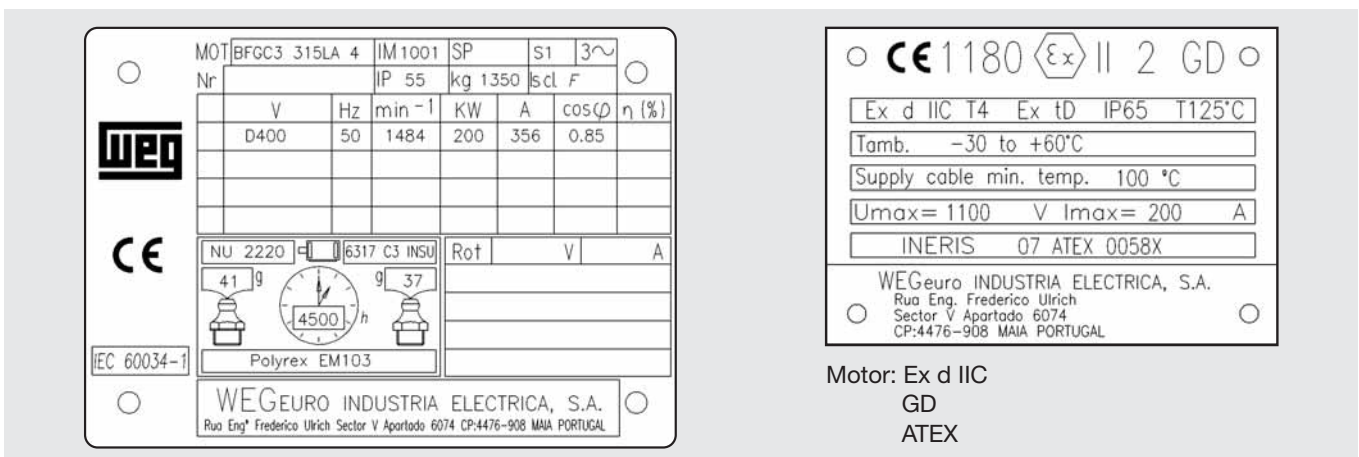 MOT BFGC3 315LA 4 IM1001 SP S1 3~
Nr IP 55 kg 1350 Iscl. F
V Hz min-1 KW A cosφ η (%)
D400 50 1484 200 356 0.85
weg
CE
NU 2220 6317 C3 INSU Rot V A
41 g g 37
4500 h
Polyrex EM103
IEC 60034-1
WEGEURO INDUSTRIA ELECTRICA, S.A.
Rua Engº Frederico Ulrich Sector V Apartado 6074 CP:4476-908 MAIA PORTUGAL
CE1180 Ex II 2 GD
Ex d IIC T4 Ex tD IP65 T125°C
Tamb. -30 to +60°C
Supply cable min. temp. 100 °C
Umax= 1100 V Imax= 200 A
INERIS 07 ATEX 0058X
WEGeuro INDUSTRIA ELECTRICA, S.A.
Rua Eng. Frederico Ulrich
Sector V Apartado 6074
CP:4476-908 MAIA PORTUGAL
Motor: Ex d IIC
GD
ATEX